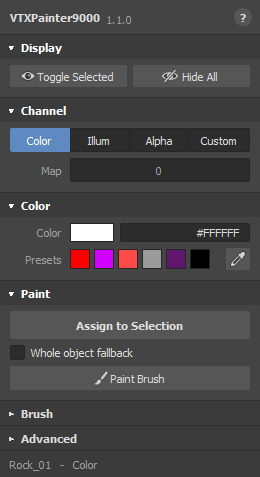 VTXPainter9000 1.1.0 ?
Display
Toggle Selected Hide All
Channel
Color Illum Alpha Custom
Map 0
Color
Color #FFFFFF
Presets
Paint
Assign to Selection
Whole object fallback
Paint Brush
Brush
Advanced
Rock_01 - Color